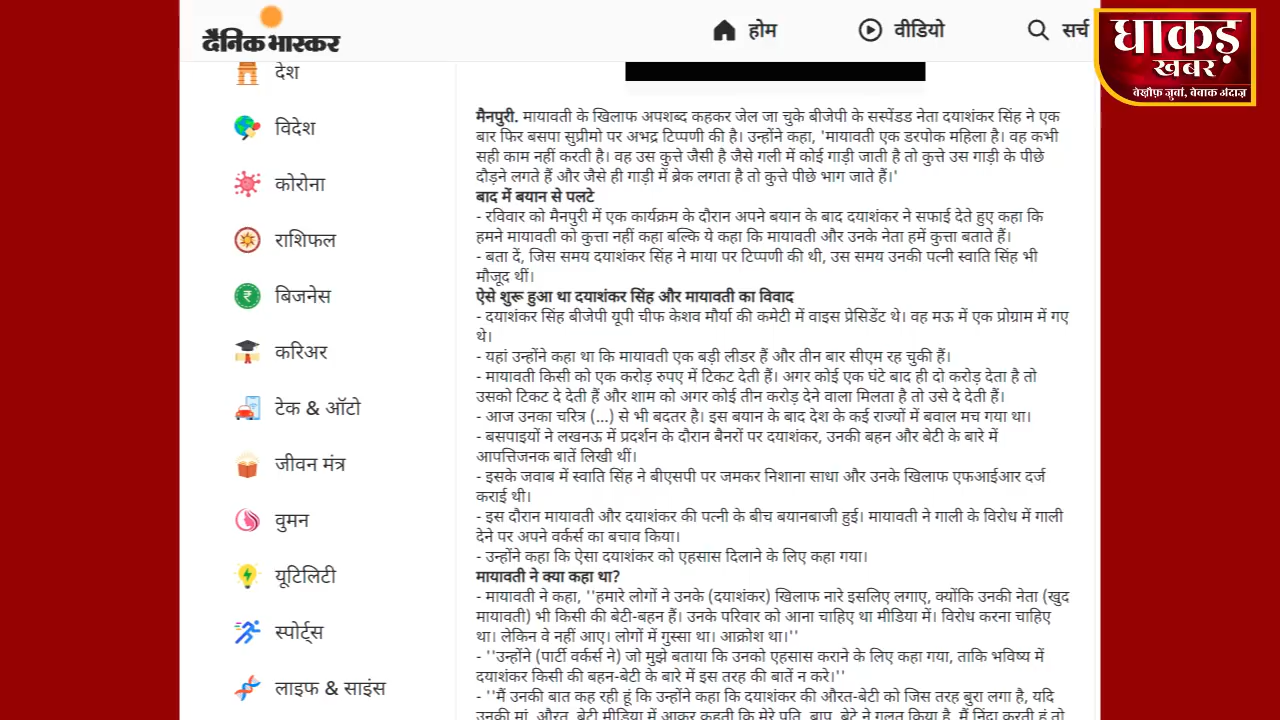 दैनिक भास्कर
होम
वीडियो
सर्च
धाकड़
खबर
बेख़ौफ़ जुबां, बेवाक अंदाज़
देश
विदेश
कोरोना
राशिफल
बिजनेस
करिअर
टेक & ऑटो
जीवन मंत्र
वुमन
यूटिलिटी
स्पोर्ट्स
लाइफ & साइंस
मैनपुरी. मायावती के खिलाफ अपशब्द कहकर जेल जा चुके बीजेपी के सस्पेंडड नेता दयाशंकर सिंह ने एक
बार फिर बसपा सुप्रीमो पर अभद्र टिप्पणी की है। उन्होंने कहा, 'मायावती एक डरपोक महिला है। वह कभी
सही काम नहीं करती है। वह उस कुत्ते जैसी है जैसे गली में कोई गाड़ी जाती है तो कुत्ते उस गाड़ी के पीछे
दौड़ने लगते हैं और जैसे ही गाड़ी में ब्रेक लगता है तो कुत्ते पीछे भाग जाते हैं।'
बाद में बयान से पलटे
- रविवार को मैनपुरी में एक कार्यक्रम के दौरान अपने बयान के बाद दयाशंकर ने सफाई देते हुए कहा कि
हमने मायावती को कुत्ता नहीं कहा बल्कि ये कहा कि मायावती और उनके नेता हमें कुत्ता बताते हैं।
- बता दें, जिस समय दयाशंकर सिंह ने माया पर टिप्पणी की थी, उस समय उनकी पत्नी स्वाति सिंह भी
मौजूद थीं।
ऐसे शुरू हुआ था दयाशंकर सिंह और मायावती का विवाद
- दयाशंकर सिंह बीजेपी यूपी चीफ केशव मौर्या की कमेटी में वाइस प्रेसिडेंट थे। वह मऊ में एक प्रोग्राम में गए
थे।
- यहां उन्होंने कहा था कि मायावती एक बड़ी लीडर हैं और तीन बार सीएम रह चुकी हैं।
- मायावती किसी को एक करोड़ रुपए में टिकट देती हैं। अगर कोई एक घंटे बाद ही दो करोड़ देता है तो
उसको टिकट दे देती हैं और शाम को अगर कोई तीन करोड़ देने वाला मिलता है तो उसे दे देती हैं।
- आज उनका चरित्र (...) से भी बदतर है। इस बयान के बाद देश के कई राज्यों में बवाल मच गया था।
- बसपाइयों ने लखनऊ में प्रदर्शन के दौरान बैनरों पर दयाशंकर, उनकी बहन और बेटी के बारे में
आपत्तिजनक बातें लिखी थीं।
- इसके जवाब में स्वाति सिंह ने बीएसपी पर जमकर निशाना साधा और उनके खिलाफ एफआईआर दर्ज
कराई थी।
- इस दौरान मायावती और दयाशंकर की पत्नी के बीच बयानबाजी हुई। मायावती ने गाली के विरोध में गाली
देने पर अपने वर्कर्स का बचाव किया।
- उन्होंने कहा कि ऐसा दयाशंकर को एहसास दिलाने के लिए कहा गया।
मायावती ने क्या कहा था?
- मायावती ने कहा, ''हमारे लोगों ने उनके (दयाशंकर) खिलाफ नारे इसलिए लगाए, क्योंकि उनकी नेता (खुद
मायावती) भी किसी की बेटी-बहन हैं। उनके परिवार को आना चाहिए था मीडिया में। विरोध करना चाहिए
था। लेकिन वे नहीं आए। लोगों में गुस्सा था। आक्रोश था।''
- ''उन्होंने (पार्टी वर्कर्स ने) जो मुझे बताया कि उनको एहसास कराने के लिए कहा गया, ताकि भविष्य में
दयाशंकर किसी की बहन-बेटी के बारे में इस तरह की बातें न करे।''
- ''मैं उनकी बात कह रही हूं कि उन्होंने कहा कि दयाशंकर की औरत-बेटी को जिस तरह बुरा लगा है, यदि
उनकी मां, औरत, बेटी मीडिया में आकर कहती कि मेरे पति, बाप, बेटे ने गलत किया है, मैं निंदा करती हूं तो